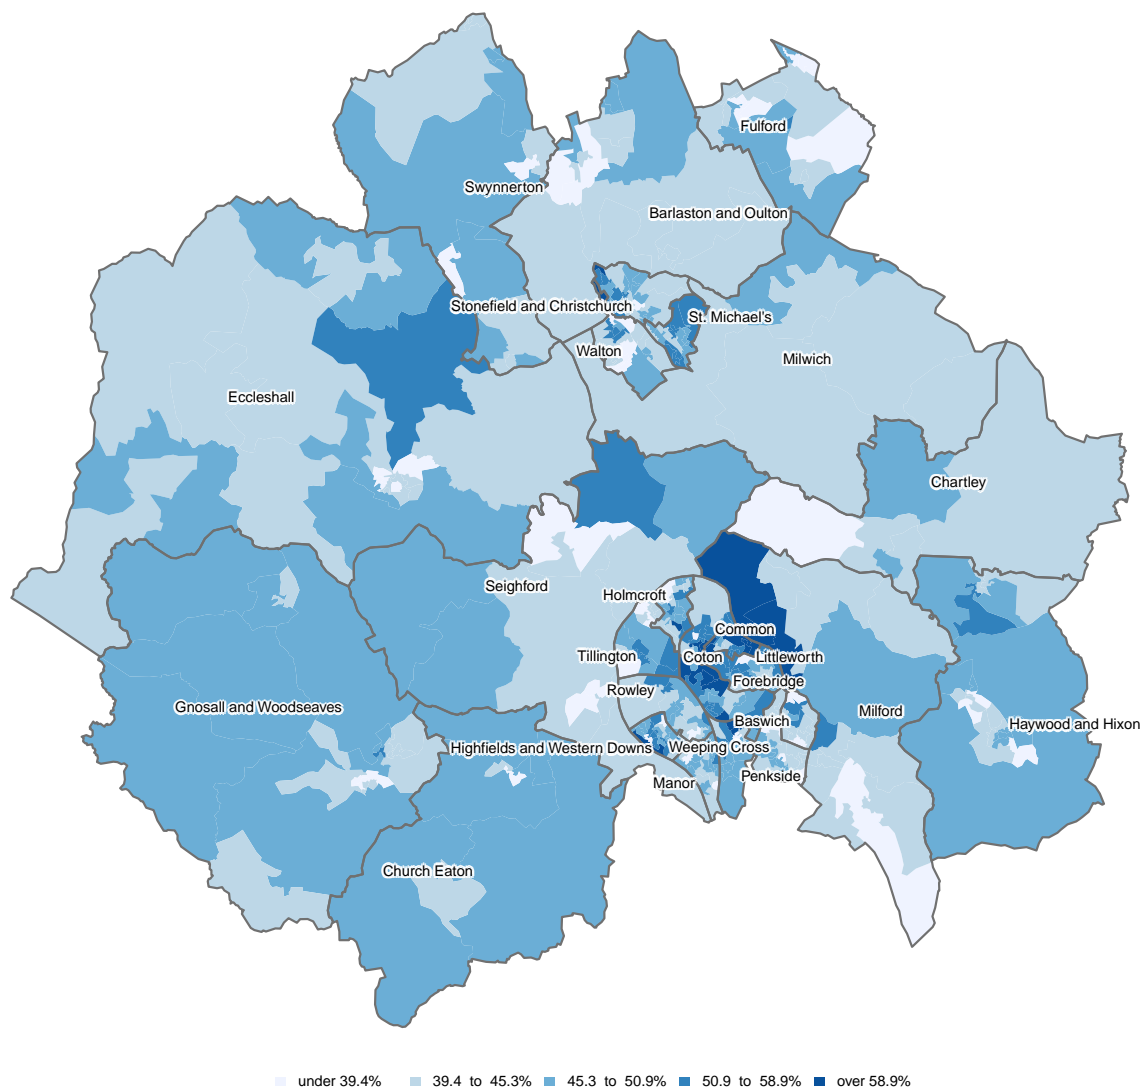 Fulford
Swynnerton
Barlaston and Oulton
Stonefield and Christchurch
St. Michael's
Walton
Milwich
Eccleshall
Chartley
Seighford
Holmcroft
Common
Tillington
Coton
Littleworth
Forebridge
Rowley
Gnosall and Woodseaves
Milford
Baswich
Haywood and Hixon
Highfields and Western Downs
Weeping Cross
Manor
Penkside
Church Eaton
under 39.4% 39.4 to 45.3% 45.3 to 50.9% 50.9 to 58.9% over 58.9%